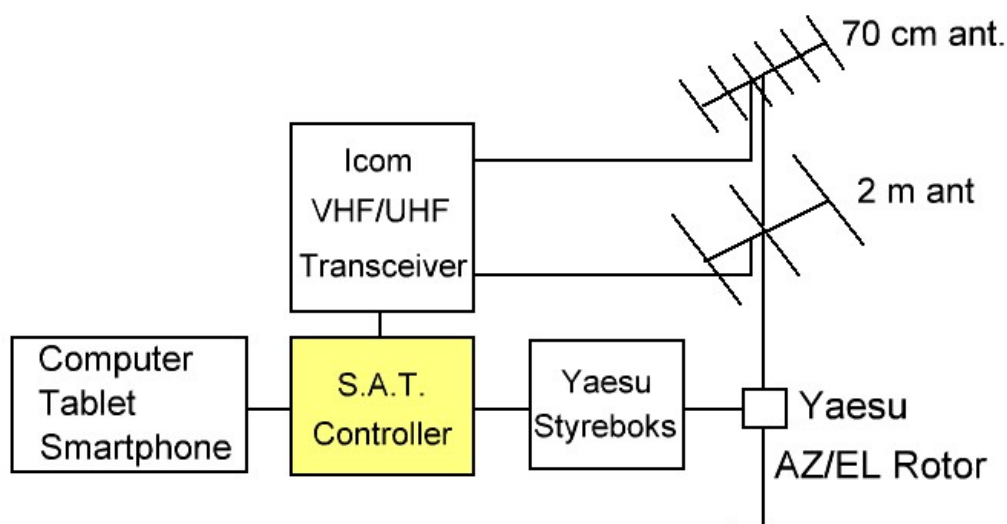 70 cm ant.
Icom
VHF/UHF
Transceiver
2 m ant
Computer
Tablet
Smartphone
S.A.T.
Controller
Yaesu
Styreboks
Yaesu
AZ/EL Rotor